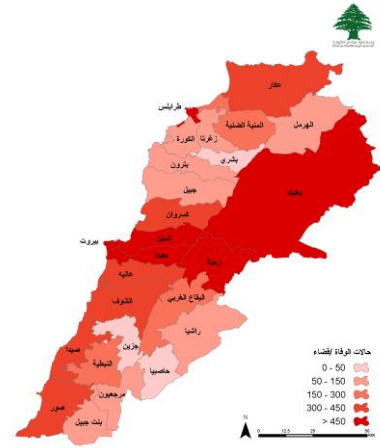 عكار
طرابلس
الهرمل
المنية الضنية
زغرتا
الكورة
بشري
بترون
بعلبك
جبيل
كسروان
المتن
بيروت
بعبدا
زحلة
عاليه
البقاع الغربي
الشوف
راشيا
جزين
صيدا
حاصبيا
النبطية
مرجعيون
صور
بنت جبيل
حالات الوفاة /قضاء
0 - 50
50 - 150
150 - 300
300 - 450
> 450
N
0 12.5 25 50